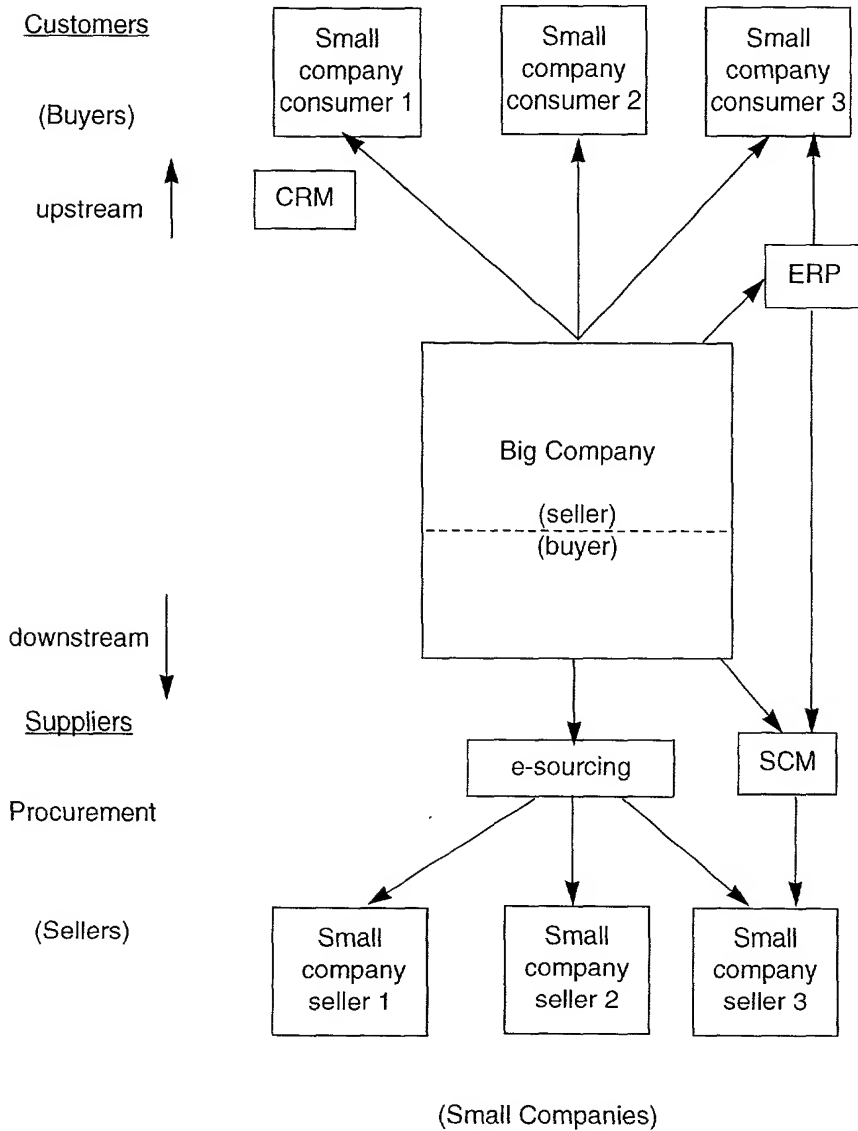 Customers
(Buyers)
upstream
Small
company
consumer 1
Small
company
consumer 2
Small
company
consumer 3
CRM
ERP
Big Company
(seller)
(buyer)
downstream
Suppliers
Procurement
(Sellers)
e-sourcing
SCM
Small
company
seller 1
Small
company
seller 2
Small
company
seller 3
(Small Companies)